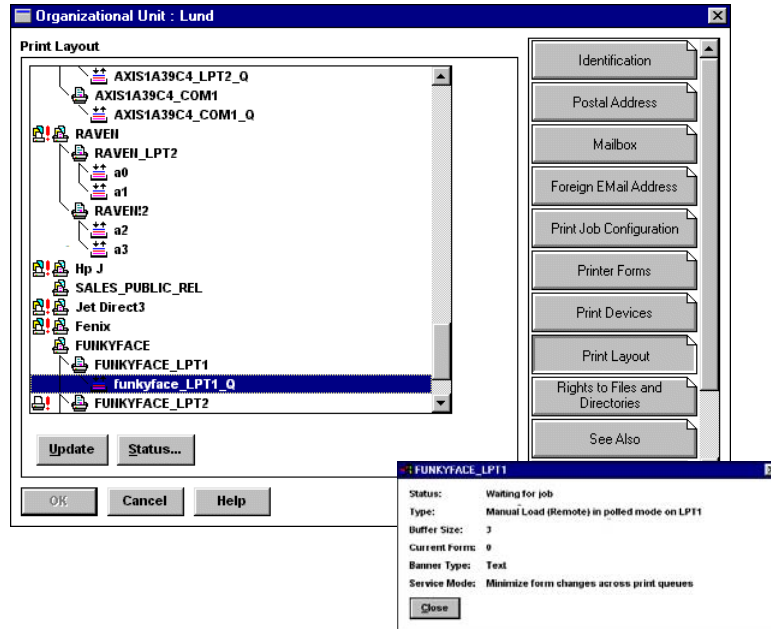 Organizational Unit : Lund
Print Layout
AXIS1A39C4_LPT2_Q
AXIS1A39C4_COM1
AXIS1A39C4_COM1_Q
RAVEN
RAVEN_LPT2
a0
a1
RAVEN!2
a2
a3
Hp J
SALES_PUBLIC_REL
Jet Direct3
Fenix
FUNKYFACE
FUNKYFACE_LPT1
funkyface_LPT1_Q
FUNKYFACE_LPT2
Update
Status...
OK
Cancel
Help
Identification
Postal Address
Mailbox
Foreign EMail Address
Print Job Configuration
Printer Forms
Print Devices
Print Layout
Rights to Files and
Directories
See Also
FUNKYFACE_LPT1
Status: Waiting for job
Type: Manual Load (Remote) in polled mode on LPT1
Buffer Size: 3
Current Form: 0
Banner Type: Text
Service Mode: Minimize form changes across print queues
Close